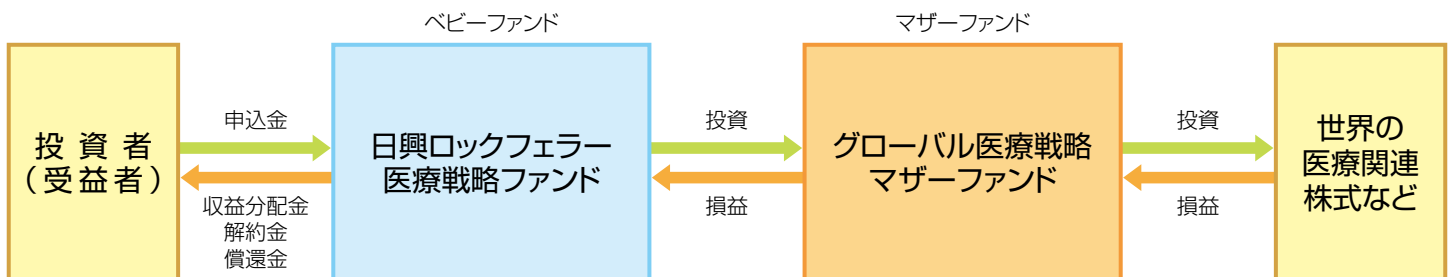 ベビーファンド
マザーファンド
投資者
（受益者）
申込金
収益分配金
解約金
償還金
日興ロックフェラー
医療戦略ファンド
投資
損益
グローバル医療戦略
マザーファンド
投資
損益
世界の
医療関連
株式など